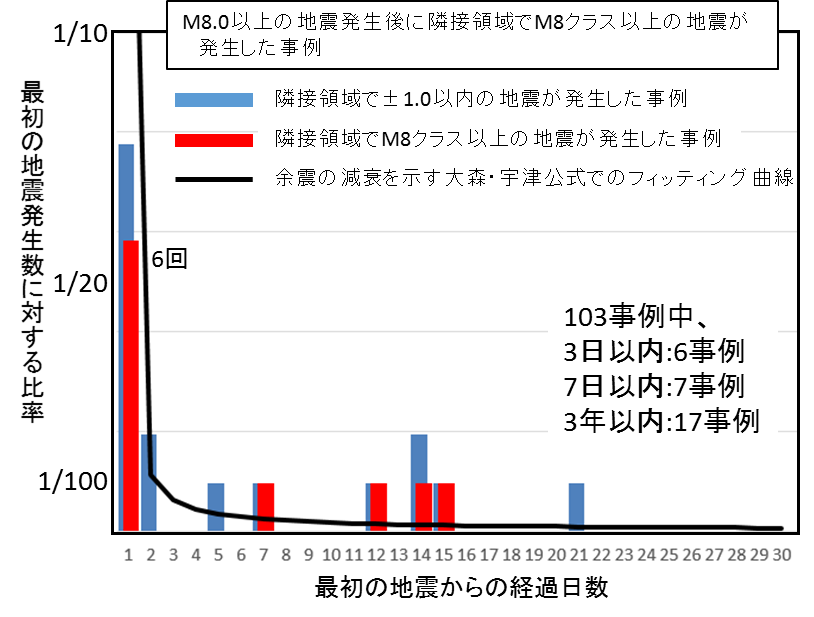 M8.0以上の地震発生後に隣接領域でM8クラス以上の地震が
発生した事例
1/10
1/20
1/100
最初の地震発生数に対する比率
隣接領域で±1.0以内の地震が発生した事例
隣接領域でM8クラス以上の地震が発生した事例
余震の減衰を示す大森・宇津公式でのフィッティング曲線
6回
103事例中、
3日以内:6事例
7日以内:7事例
3年以内:17事例
1 2 3 4 5 6 7 8 9 10 11 12 13 14 15 16 17 18 19 20 21 22 23 24 25 26 27 28 29 30
最初の地震からの経過日数